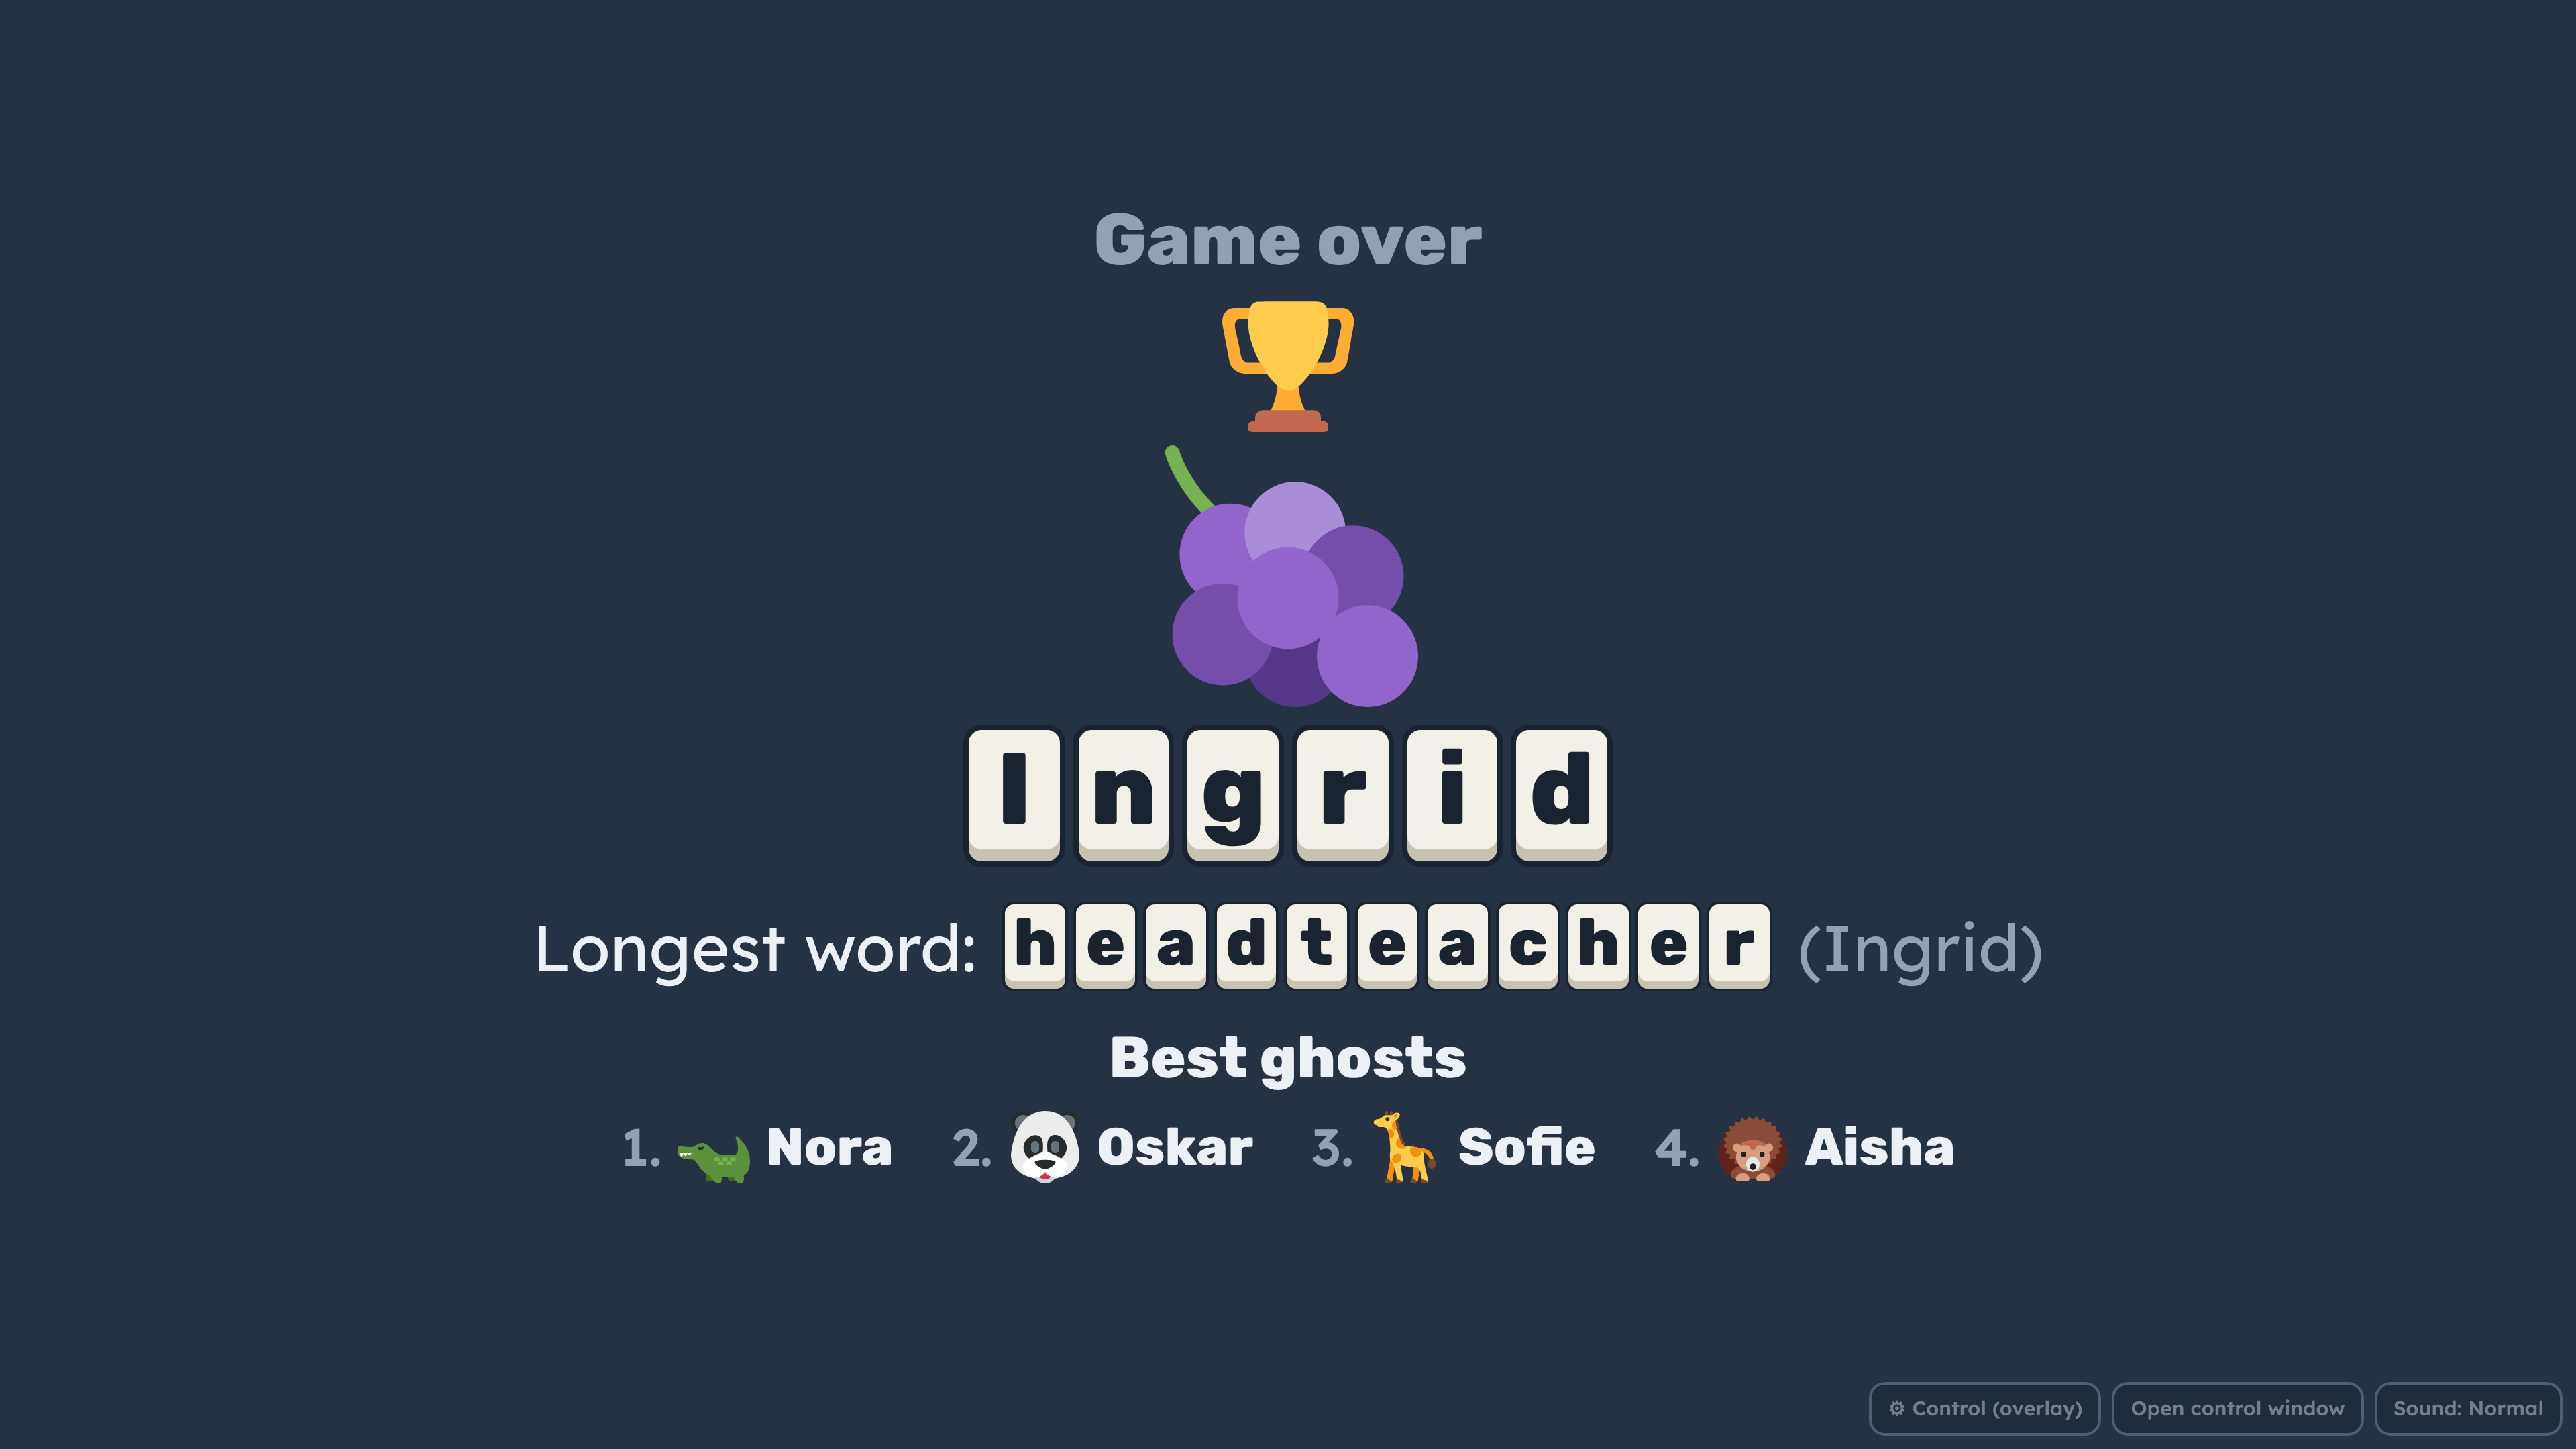 Game over
Ingrid
Longest word: headteacher (Ingrid)
Best ghosts
1. Nora 2. Oskar 3. Sofie 4. Aisha
⚙ Control (overlay) Open control window Sound: Normal